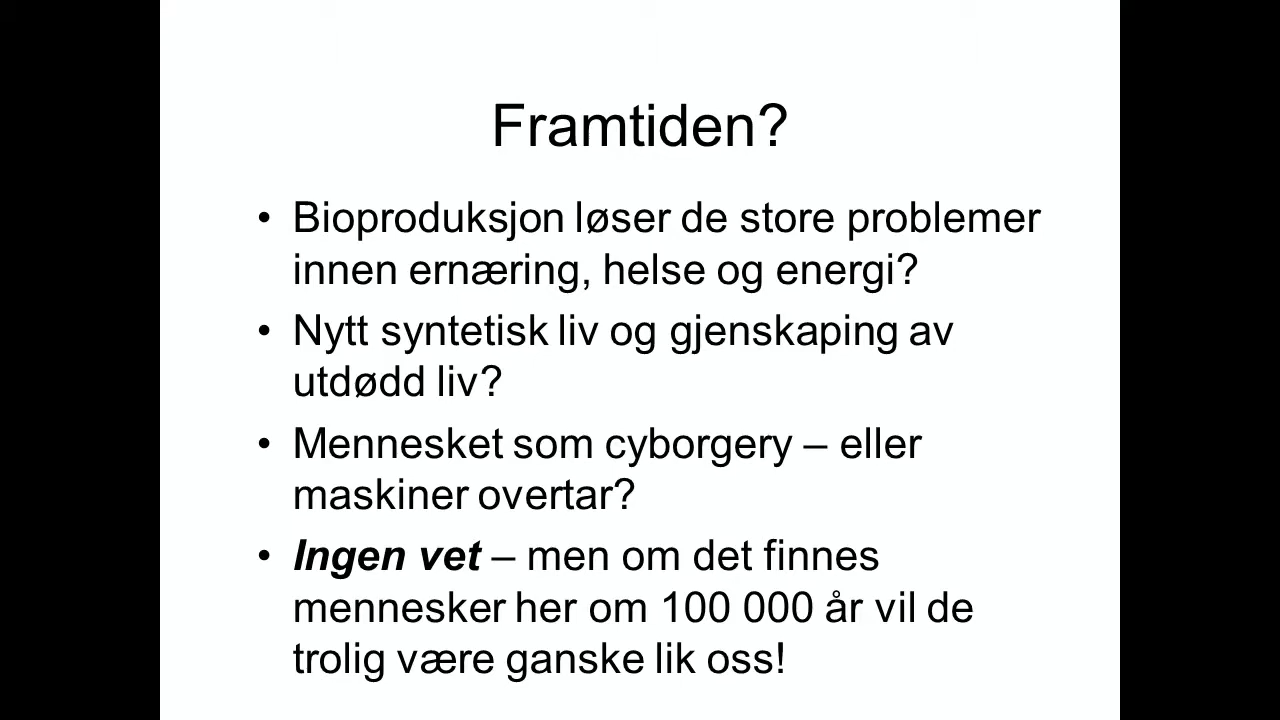 Framtiden?
• Bioproduksjon løser de store problemer
innen ernæring, helse og energi?
• Nytt syntetisk liv og gjenskaping av
utdødd liv?
• Mennesket som cyborgery – eller
maskiner overtar?
• Ingen vet – men om det finnes
mennesker her om 100 000 år vil de
trolig være ganske lik oss!